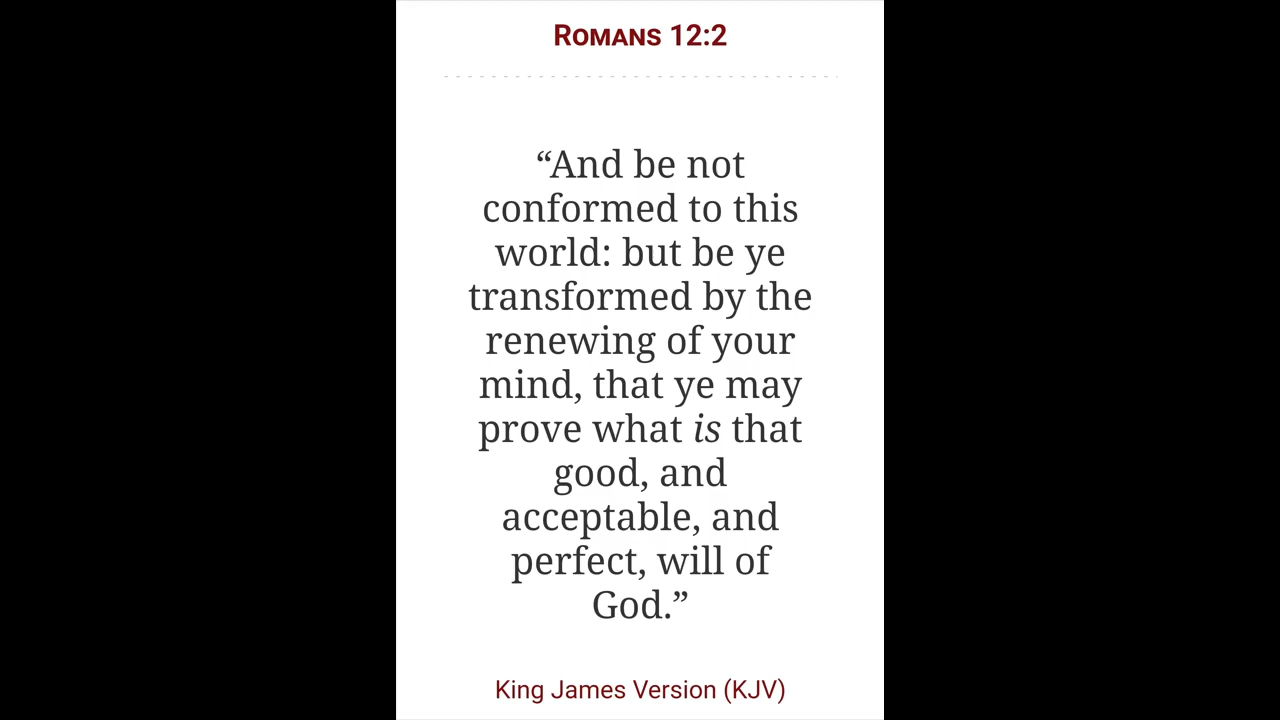 Romans 12:2
“And be not
conformed to this
world: but be ye
transformed by the
renewing of your
mind, that ye may
prove what is that
good, and
acceptable, and
perfect, will of
God.”
King James Version (KJV)